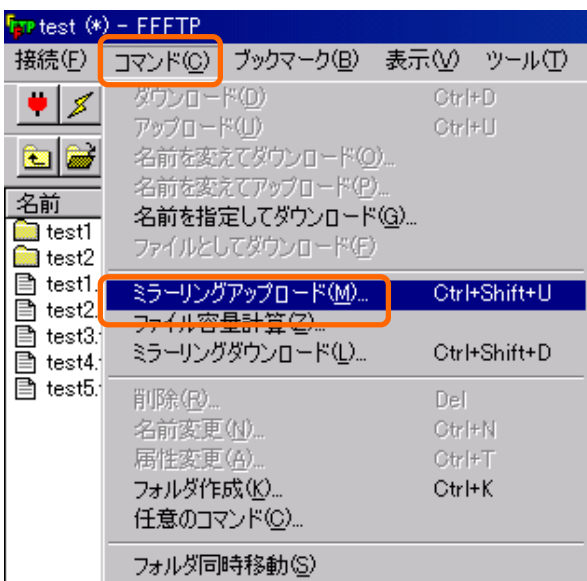 test (*) - FFFTP
接続(F) コマンド(C) ブックマーク(B) 表示(V) ツール(T)
ダウンロード(D) Ctrl+D
アップロード(U) Ctrl+U
名前を変えてダウンロード(O)...
名前を変えてアップロード(P)...
名前を指定してダウンロード(G)...
ファイルとしてダウンロード(F)
ミラーリングアップロード(M)... Ctrl+Shift+U
ファイル容量計算(Z)...
ミラーリングダウンロード(L)... Ctrl+Shift+D
削除(R)... Del
名前変更(N)... Ctrl+N
属性変更(A)... Ctrl+T
フォルダ作成(K)... Ctrl+K
任意のコマンド(C)...
フォルダ同時移動(S)
名前
test1
test2
test1.
test2.
test3.
test4.
test5.